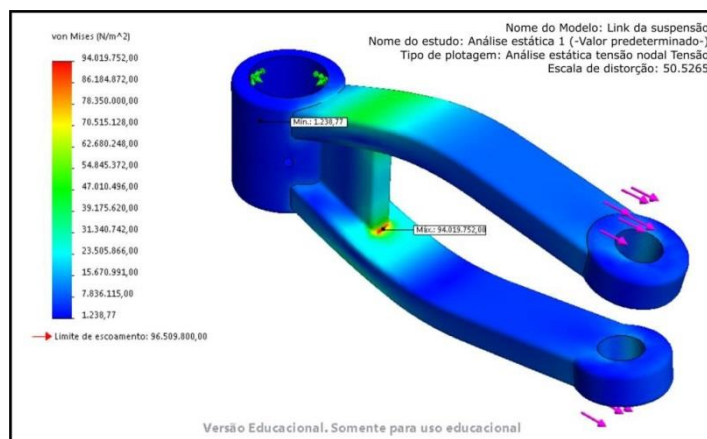 von Mises (N/m^2)
94.019.752,00
86.184.872,00
78.350.000,00
70.515.128,00
62.680.248,00
54.845.372,00
47.010.496,00
39.175.620,00
31.340.742,00
23.505.866,00
15.670.991,00
7.836.115,00
1.238,77
Limite de escoamento: 96.509.800,00
Nome do Modelo: Link da suspensão
Nome do estudo: Análise estática 1 (-Valor predeterminado-)
Tipo de plotagem: Análise estática tensão nodal Tensão
Escala de distorção: 50.5265
Mín.: 1.238,77
Máx.: 94.019.752,00
Versão Educacional. Somente para uso educacional